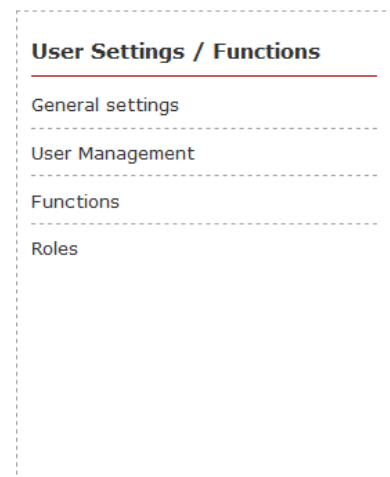 User Settings / Functions
General settings
User Management
Functions
Roles